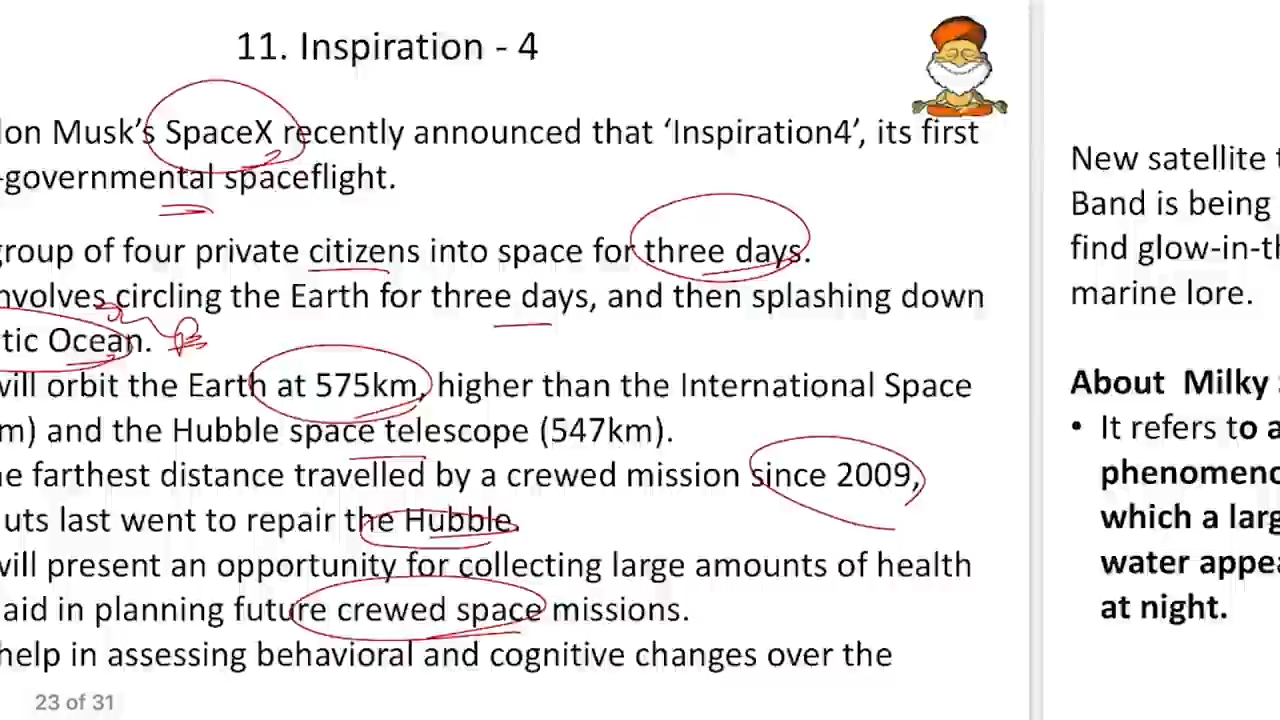 11. Inspiration - 4
lon Musk's SpaceX recently announced that ‘Inspiration4’, its first
-governmental spaceflight.
group of four private citizens into space for three days.
nvolves circling the Earth for three days, and then splashing down
tic Ocean.
will orbit the Earth at 575km, higher than the International Space
m) and the Hubble space telescope (547km).
e farthest distance travelled by a crewed mission since 2009,
uts last went to repair the Hubble.
will present an opportunity for collecting large amounts of health
aid in planning future crewed space missions.
help in assessing behavioral and cognitive changes over the
23 of 31
New satellite t
Band is being
find glow-in-th
marine lore.
About Milky
• It refers to a
phenomeno
which a larg
water appea
at night.